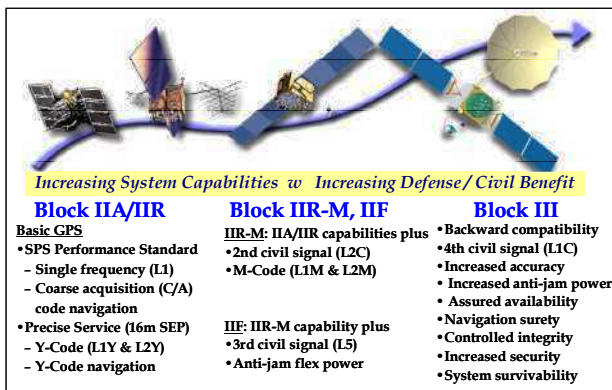 Increasing System Capabilities w Increasing Defense / Civil Benefit
Block IIA/IIR
Basic GPS
•SPS Performance Standard
– Single frequency (L1)
– Coarse acquisition (C/A)
code navigation
•Precise Service (16m SEP)
– Y-Code (L1Y & L2Y)
– Y-Code navigation
Block IIR-M, IIF
IIR-M: IIA/IIR capabilities plus
•2nd civil signal (L2C)
•M-Code (L1M & L2M)
IIF: IIR-M capability plus
•3rd civil signal (L5)
•Anti-jam flex power
Block III
•Backward compatibility
•4th civil signal (L1C)
•Increased accuracy
• Increased anti-jam power
• Assured availability
•Navigation surety
•Controlled integrity
•Increased security
•System survivability